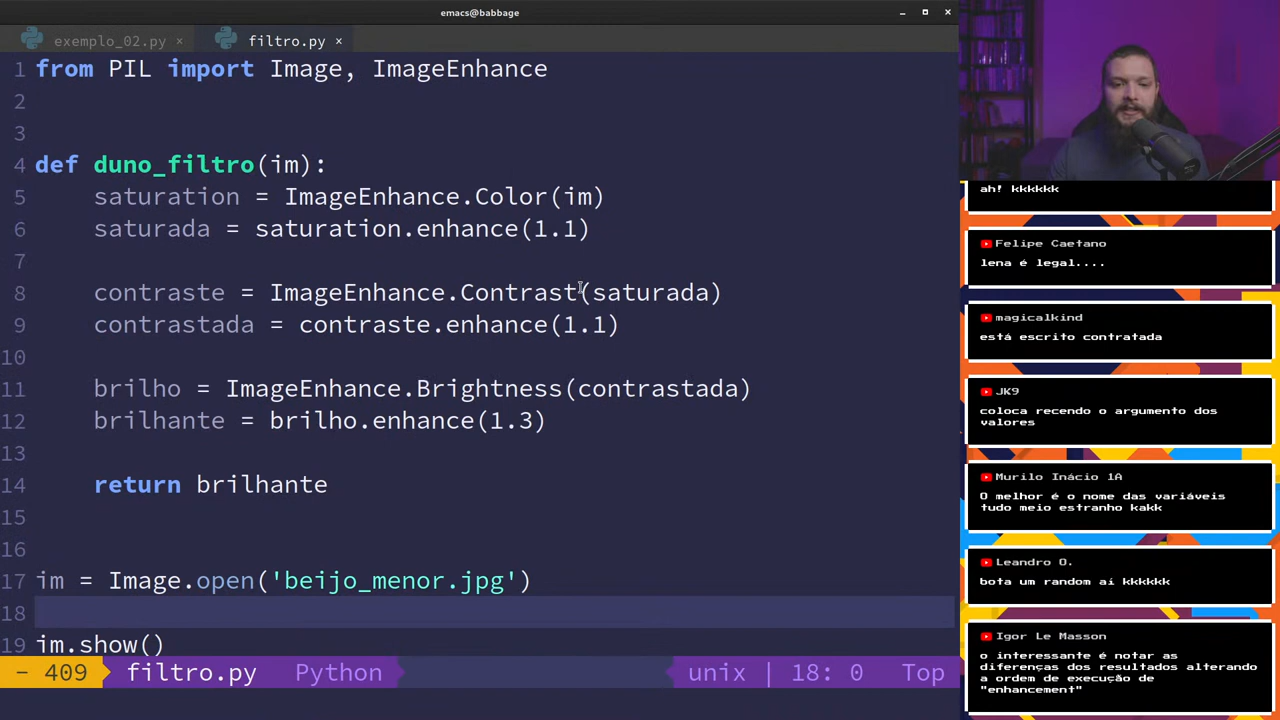 emacs@babbage
exemplo_02.py × filtro.py ×
1 from PIL import Image, ImageEnhance
2
3
4 def duno_filtro(im):
5 saturation = ImageEnhance.Color(im)
6 saturada = saturation.enhance(1.1)
7
8 contraste = ImageEnhance.Contrast(saturada)
9 contrastada = contraste.enhance(1.1)
10
11 brilho = ImageEnhance.Brightness(contrastada)
12 brilhante = brilho.enhance(1.3)
13
14 return brilhante
15
16
17 im = Image.open('beijo_menor.jpg')
18
19 im.show()
- 409 filtro.py Python unix | 18: 0 Top
ah! kkkkkk
Felipe Caetano
lena é legal....
magicalkind
está escrito contratada
JK9
coloca recendo o argumento dos
valores
Murilo Inácio 1A
O melhor é o nome das variáveis
tudo meio estranho kakk
Leandro O.
bota um random aí kkkkkk
Igor Le Masson
o interessante é notar as
diferenças dos resultados alterando
a ordem de execução de
"enhancement"